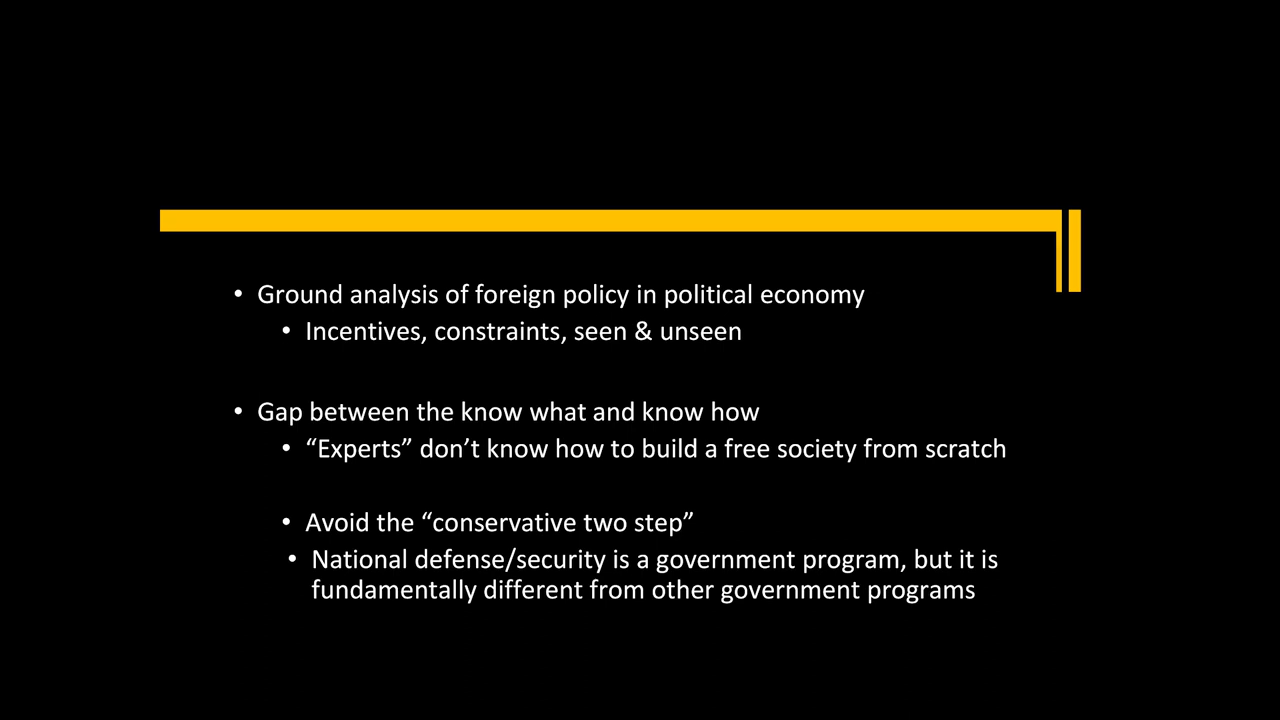 • Ground analysis of foreign policy in political economy
• Incentives, constraints, seen & unseen
• Gap between the know what and know how
• “Experts” don’t know how to build a free society from scratch
• Avoid the “conservative two step”
• National defense/security is a government program, but it is
fundamentally different from other government programs